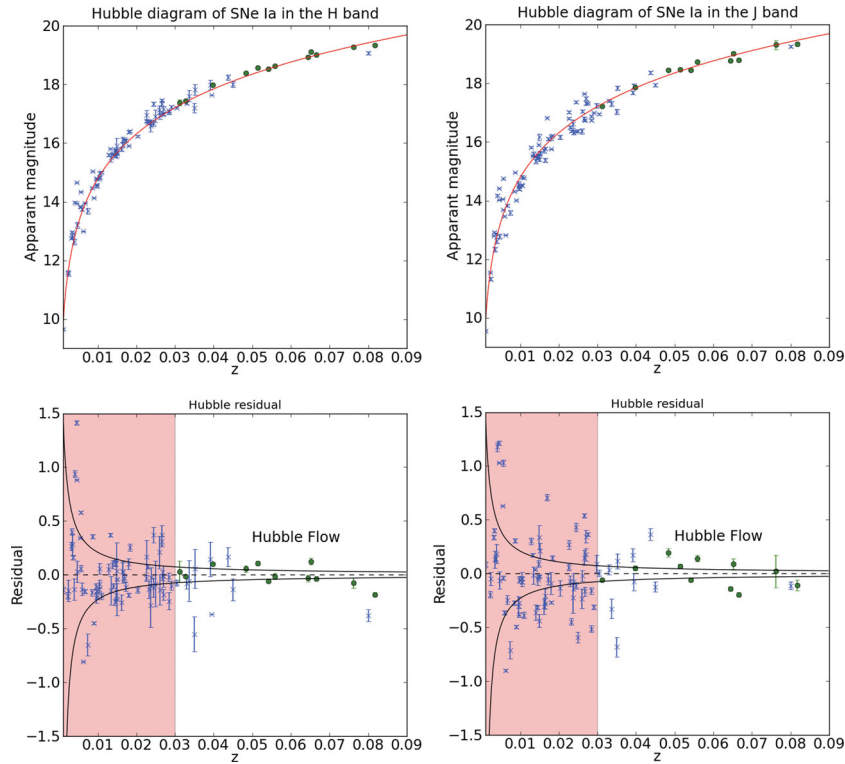 Hubble diagram of SNe Ia in the H band
Apparant magnitude
20
18
16
14
12
10
0.01 0.02 0.03 0.04 0.05 0.06 0.07 0.08 0.09
z
Hubble diagram of SNe Ia in the J band
Apparant magnitude
20
18
16
14
12
10
0.01 0.02 0.03 0.04 0.05 0.06 0.07 0.08 0.09
z
Hubble residual
Residual
1.5
1.0
0.5
0.0
−0.5
−1.0
−1.5
Hubble Flow
0.01 0.02 0.03 0.04 0.05 0.06 0.07 0.08 0.09
z
Hubble residual
Residual
1.5
1.0
0.5
0.0
−0.5
−1.0
−1.5
Hubble Flow
0.01 0.02 0.03 0.04 0.05 0.06 0.07 0.08 0.09
z